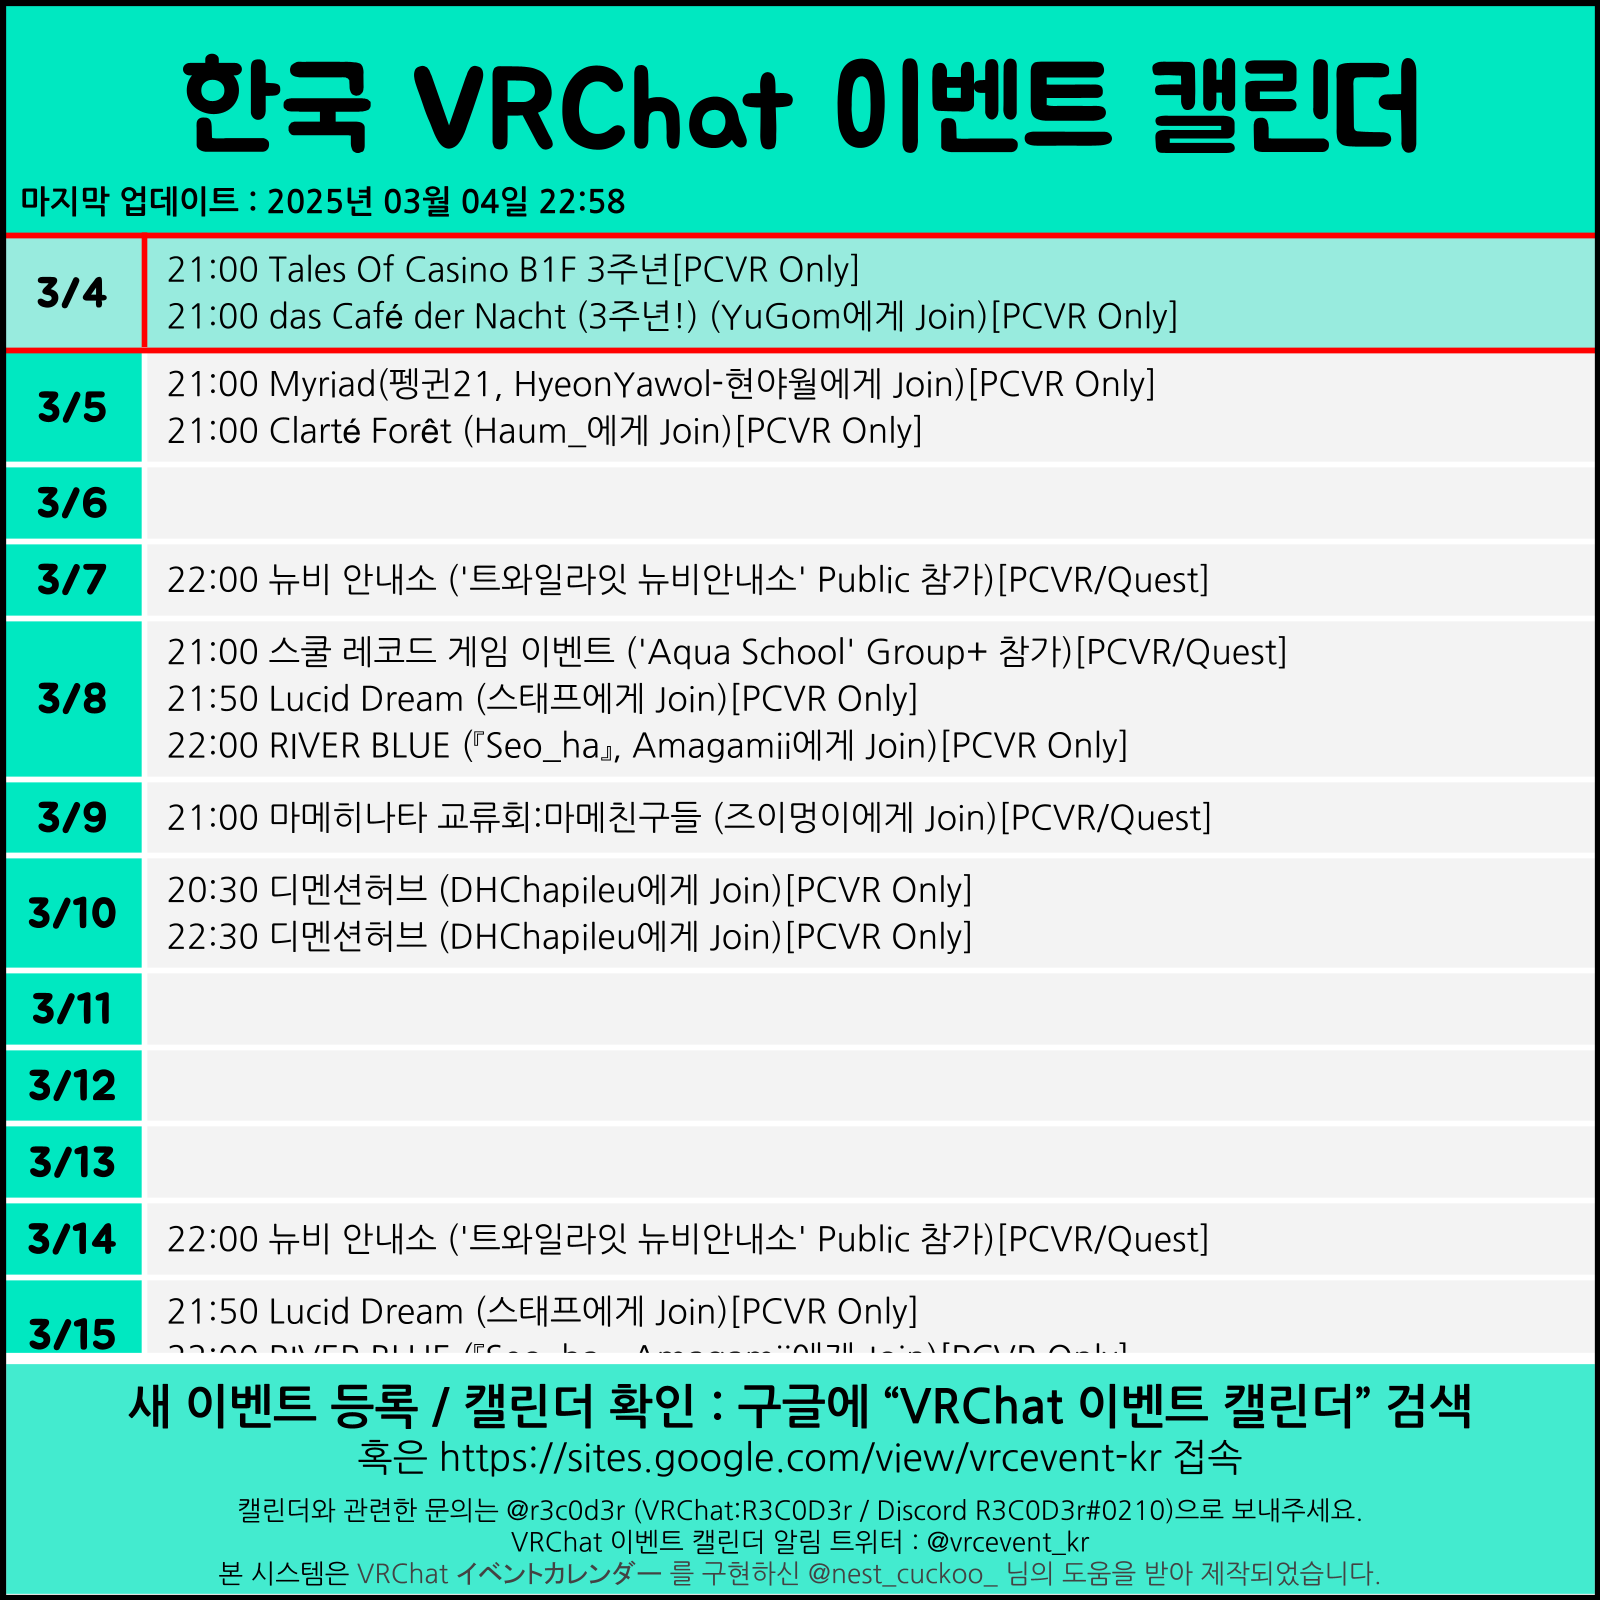 한국 VRChat 이벤트 캘린더
마지막 업데이트 : 2025년 03월 04일 22:58
3/4
21:00 Tales Of Casino B1F 3주년[PCVR Only]
21:00 das Café der Nacht (3주년!) (YuGom에게 Join)[PCVR Only]
3/5
21:00 Myriad(펭귄21, HyeonYawol-현야월에게 Join)[PCVR Only]
21:00 Clarté Forêt (Haum_에게 Join)[PCVR Only]
3/6
3/7
22:00 뉴비 안내소 ('트와일라잇 뉴비안내소' Public 참가)[PCVR/Quest]
3/8
21:00 스쿨 레코드 게임 이벤트 ('Aqua School' Group+ 참가)[PCVR/Quest]
21:50 Lucid Dream (스태프에게 Join)[PCVR Only]
22:00 RIVER BLUE (『Seo_ha』, Amagamii에게 Join)[PCVR Only]
3/9
21:00 마메히나타 교류회:마메친구들 (즈이멍이에게 Join)[PCVR/Quest]
3/10
20:30 디멘션허브 (DHChapileu에게 Join)[PCVR Only]
22:30 디멘션허브 (DHChapileu에게 Join)[PCVR Only]
3/11
3/12
3/13
3/14
22:00 뉴비 안내소 ('트와일라잇 뉴비안내소' Public 참가)[PCVR/Quest]
3/15
21:50 Lucid Dream (스태프에게 Join)[PCVR Only]
22:00 RIVER BLUE (『Seo_ha』, Amagamii에게 Join)[PCVR Only]
새 이벤트 등록 / 캘린더 확인 : 구글에 “VRChat 이벤트 캘린더” 검색
혹은 https://sites.google.com/view/vrcevent-kr 접속
캘린더와 관련한 문의는 @r3c0d3r (VRChat:R3C0D3r / Discord R3C0D3r#0210)으로 보내주세요.
VRChat 이벤트 캘린더 알림 트위터 : @vrcevent_kr
본 시스템은 VRChat イベントカレンダー 를 구현하신 @nest_cuckoo_ 님의 도움을 받아 제작되었습니다.